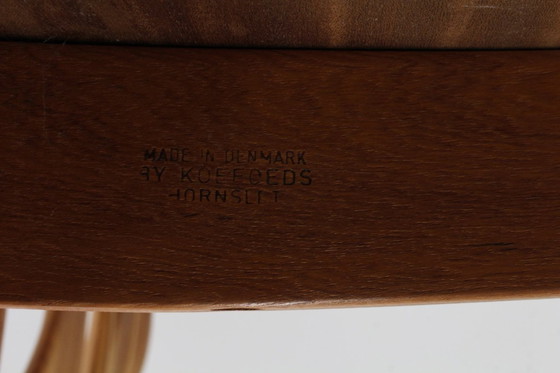 MADE IN DENMARK
BY KOEFOEDS
HORNSLET